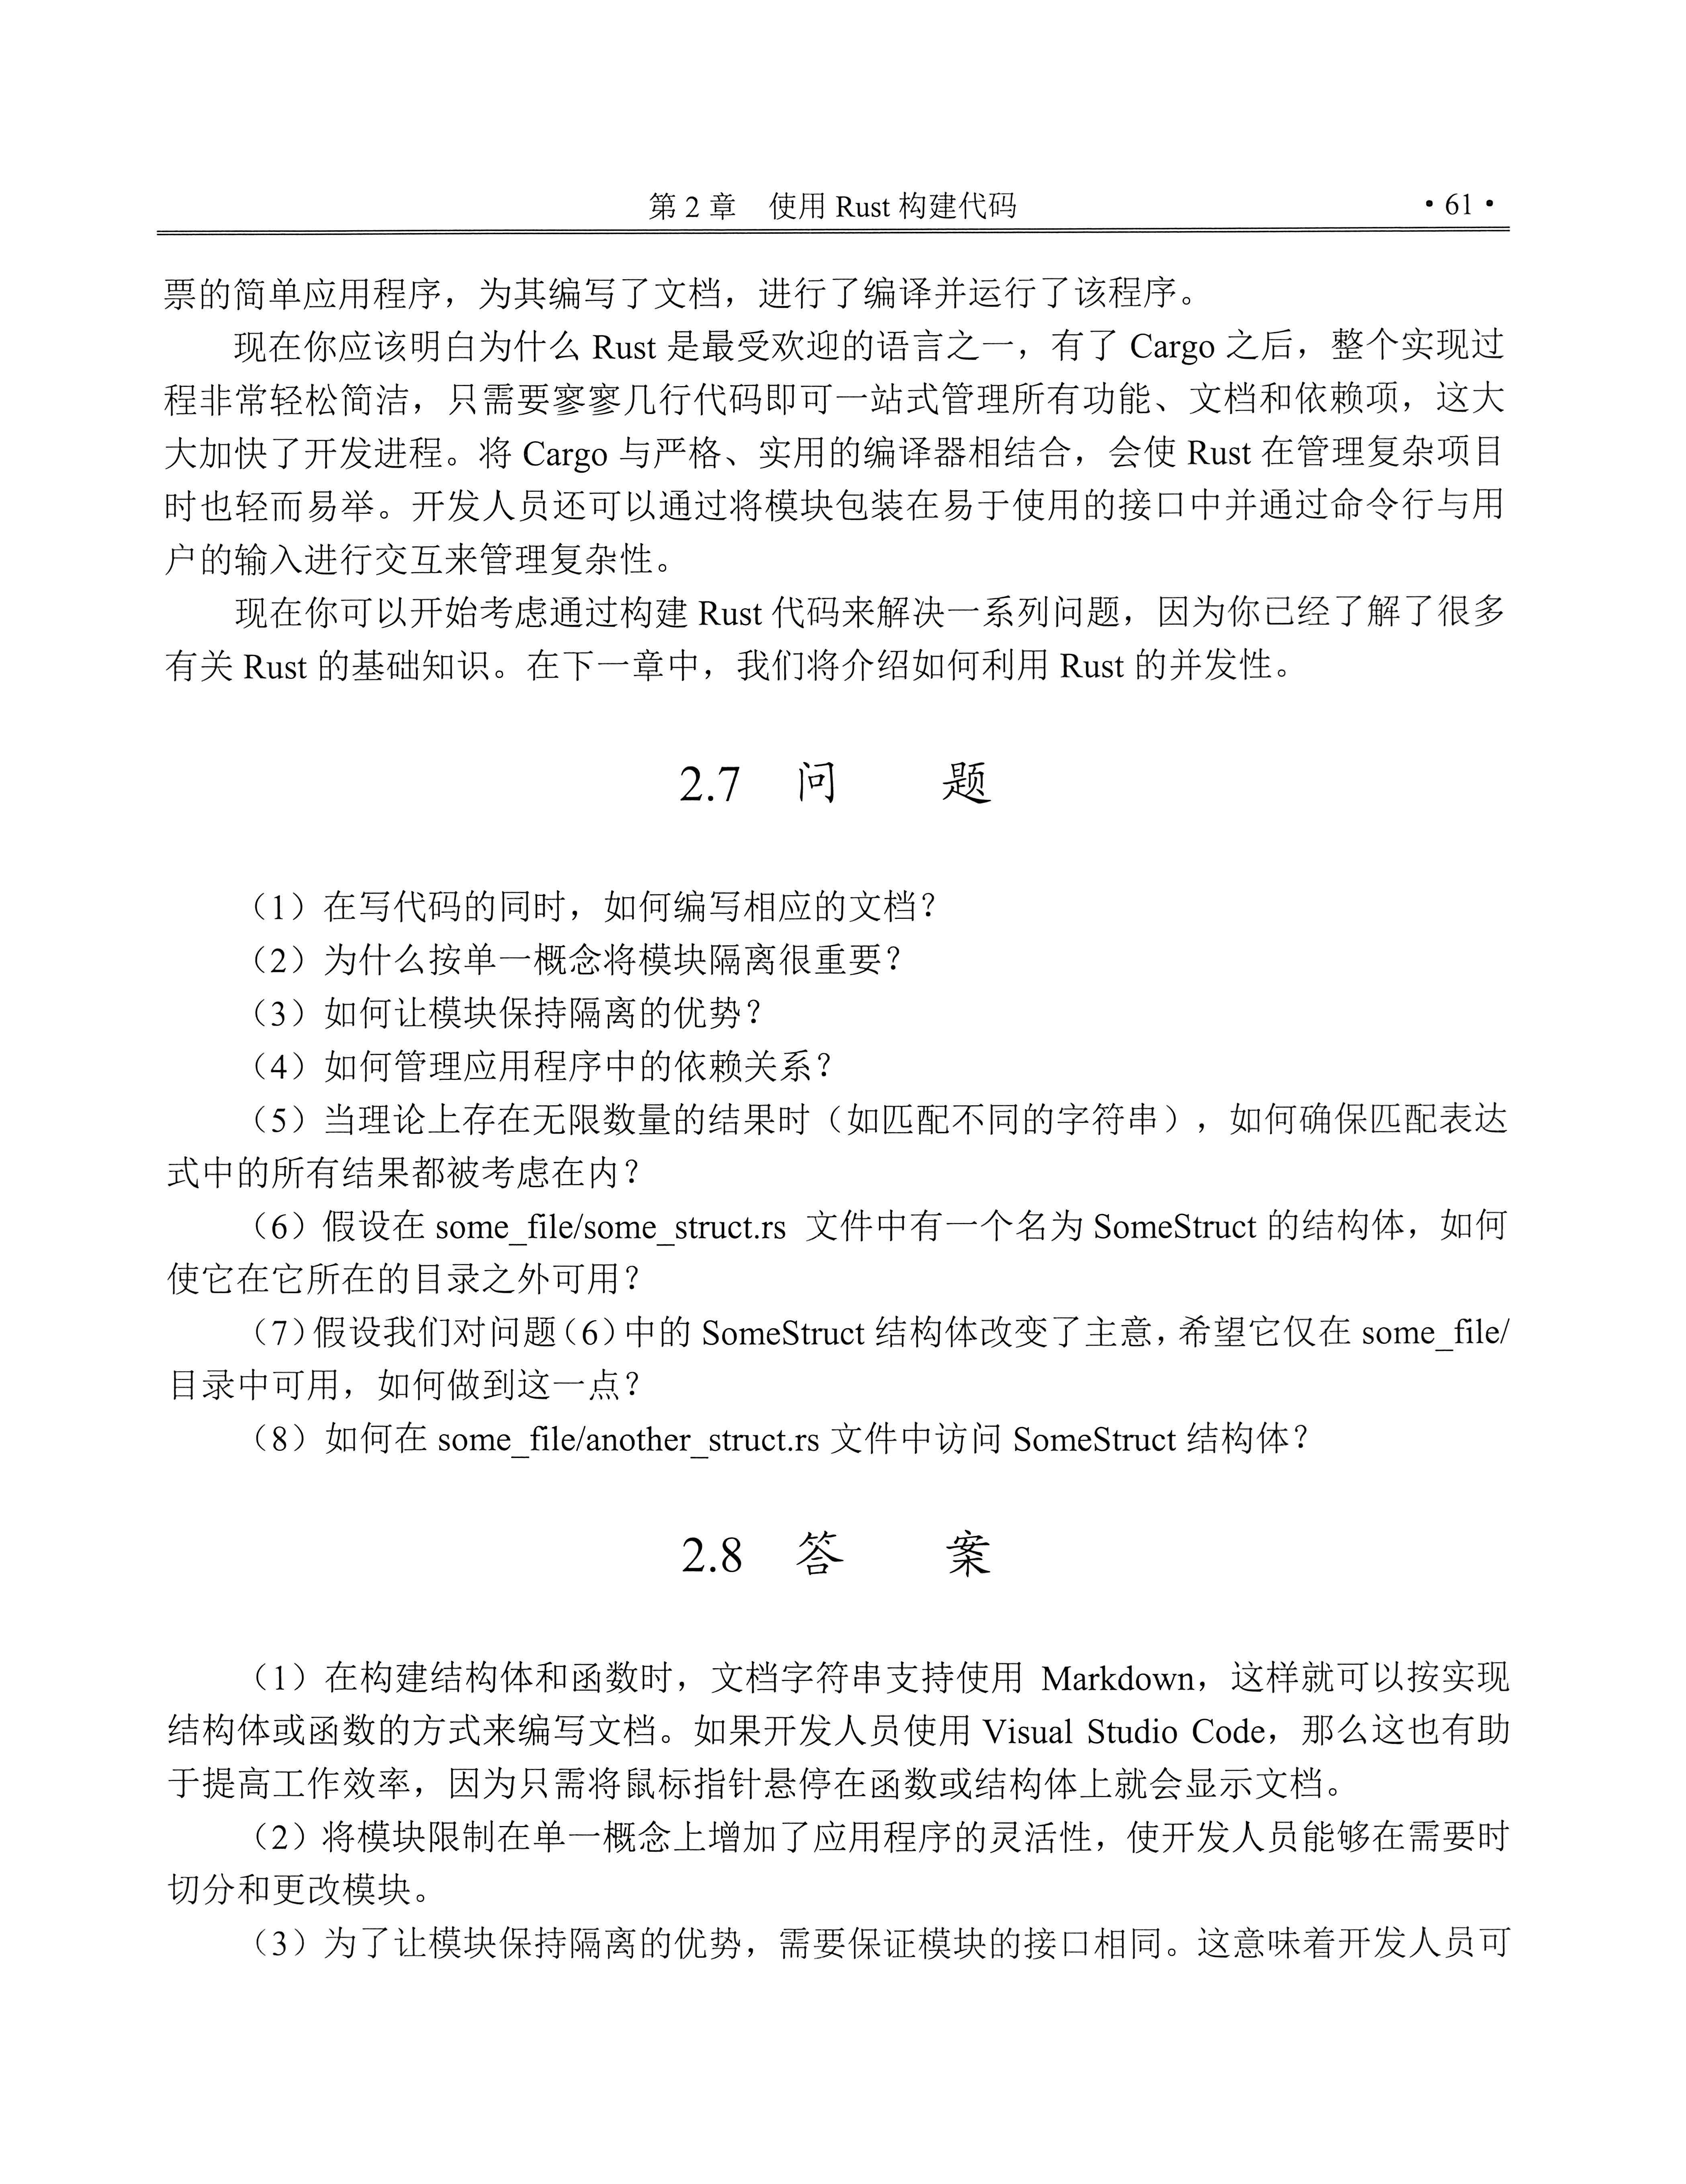 第 2 章 使用 Rust 构建代码 • 61 •
票的简单应用程序，为其编写了文档，进行了编译并运行了该程序。
现在你应该明白为什么 Rust 是最受欢迎的语言之一，有了 Cargo 之后，整个实现过
程非常轻松简洁，只需要寥寥几行代码即可一站式管理所有功能、文档和依赖项，这大
大加快了开发进程。将 Cargo 与严格、实用的编译器相结合，会使 Rust 在管理复杂项目
时也轻而易举。开发人员还可以通过将模块包装在易于使用的接口中并通过命令行与用
户的输入进行交互来管理复杂性。
现在你可以开始考虑通过构建 Rust 代码来解决一系列问题，因为你已经了解了很多
有关 Rust 的基础知识。在下一章中，我们将介绍如何利用 Rust 的并发性。
2.7 问 题
（1）在写代码的同时，如何编写相应的文档？
（2）为什么按单一概念将模块隔离很重要？
（3）如何让模块保持隔离的优势？
（4）如何管理应用程序中的依赖关系？
（5）当理论上存在无限数量的结果时（如匹配不同的字符串），如何确保匹配表达
式中的所有结果都被考虑在内？
（6）假设在 some_file/some_struct.rs 文件中有一个名为 SomeStruct 的结构体，如何
使它在它所在的目录之外可用？
（7）假设我们对问题（6）中的 SomeStruct 结构体改变了主意，希望它仅在 some_file/
目录中可用，如何做到这一点？
（8）如何在 some_file/another_struct.rs 文件中访问 SomeStruct 结构体？
2.8 答 案
（1）在构建结构体和函数时，文档字符串支持使用 Markdown，这样就可以按实现
结构体或函数的方式来编写文档。如果开发人员使用 Visual Studio Code，那么这也有助
于提高工作效率，因为只需将鼠标指针悬停在函数或结构体上就会显示文档。
（2）将模块限制在单一概念上增加了应用程序的灵活性，使开发人员能够在需要时
切分和更改模块。
（3）为了让模块保持隔离的优势，需要保证模块的接口相同。这意味着开发人员可